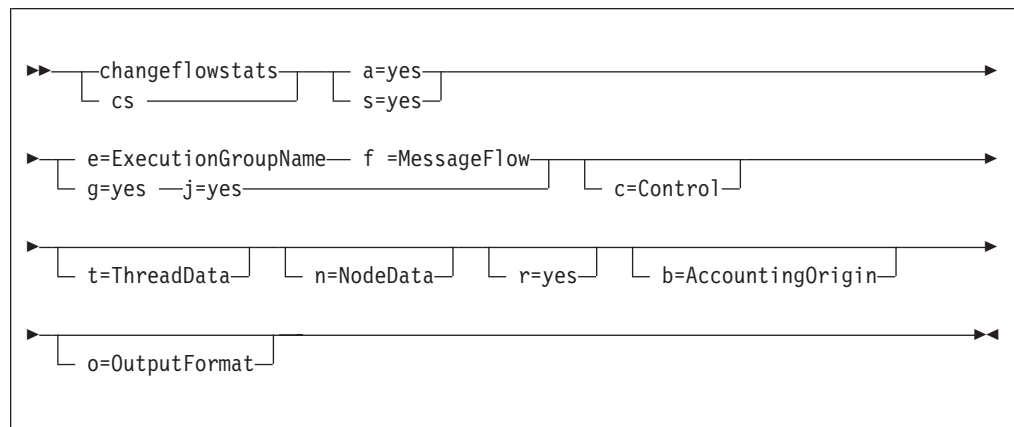 changeflowstats a=yes
cs s=yes
e=ExecutionGroupName f =MessageFlow
g=yes j=yes c=Control
t=ThreadData n=NodeData r=yes b=AccountingOrigin
o=OutputFormat